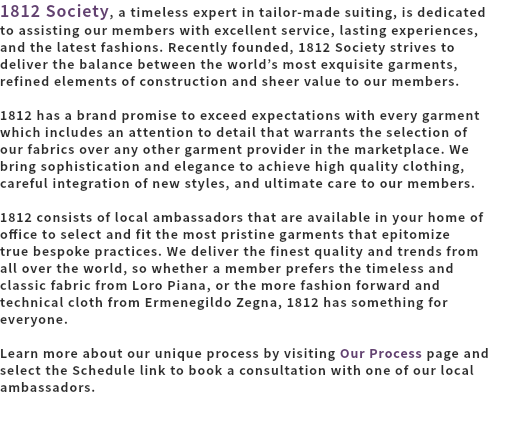 1812 Society, a timeless expert in tailor-made suiting, is dedicated
to assisting our members with excellent service, lasting experiences,
and the latest fashions. Recently founded, 1812 Society strives to
deliver the balance between the world's most exquisite garments,
refined elements of construction and sheer value to our members.
1812 has a brand promise to exceed expectations with every garment
which includes an attention to detail that warrants the selection of
our fabrics over any other garment provider in the marketplace. We
bring sophistication and elegance to achieve high quality clothing,
careful integration of new styles, and ultimate care to our members.
1812 consists of local ambassadors that are available in your home of
office to select and fit the most pristine garments that epitomize
true bespoke practices. We deliver the finest quality and trends from
all over the world, so whether a member prefers the timeless and
classic fabric from Loro Piana, or the more fashion forward and
technical cloth from Ermenegildo Zegna, 1812 has something for
everyone.
Learn more about our unique process by visiting Our Process page and
select the Schedule link to book a consultation with one of our local
ambassadors.